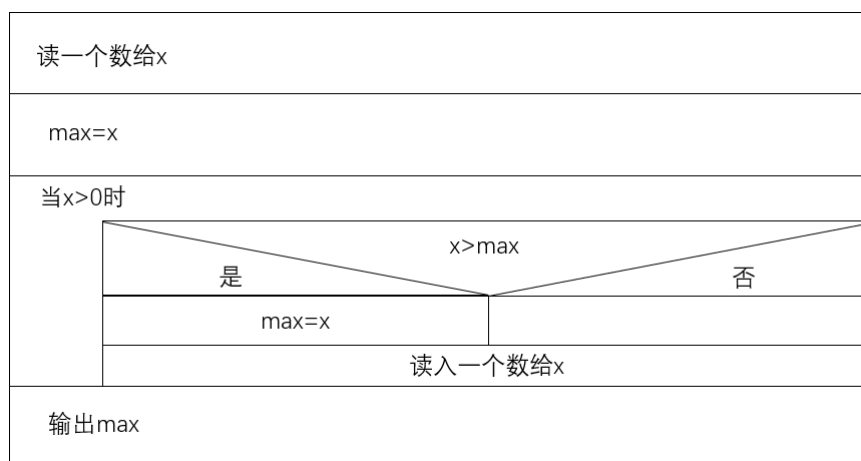 读一个数给x
max=x
当x>0时
x>max
是
否
max=x
读入一个数给x
输出max